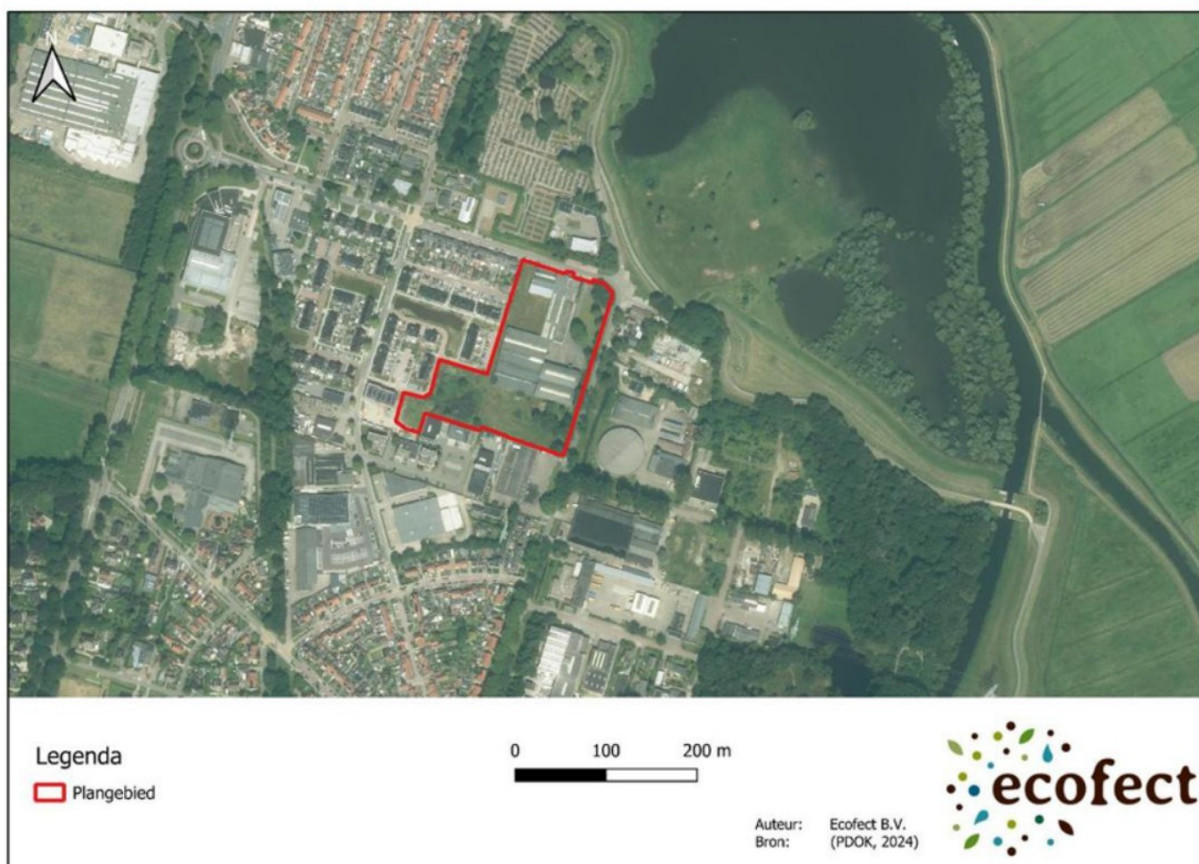 N
Legenda
Plangebied
0 100 200 m
ecofect
Auteur: Ecofect B.V.
Bron: (PDOK, 2024)